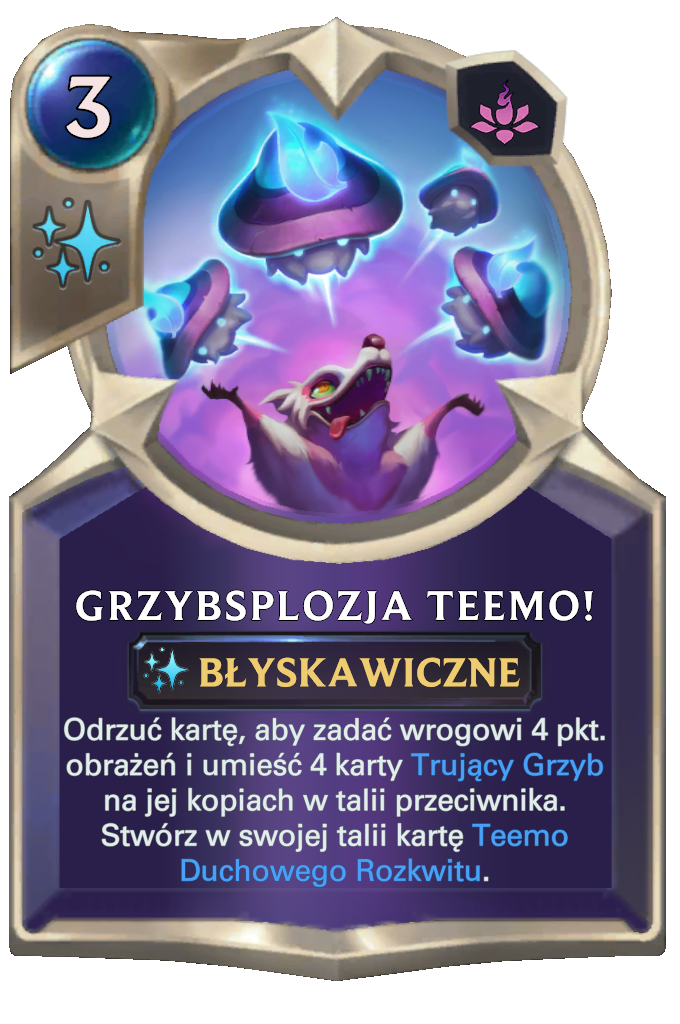 3
GRZYBSPLOZJA TEEMO!
BŁYSKAWICZNE
Odrzuć kartę, aby zadać wrogowi 4 pkt.
obrażeń i umieść 4 karty Trujący Grzyb
na jej kopiach w talii przeciwnika.
Stwórz w swojej talii kartę Teemo
Duchowego Rozkwitu.